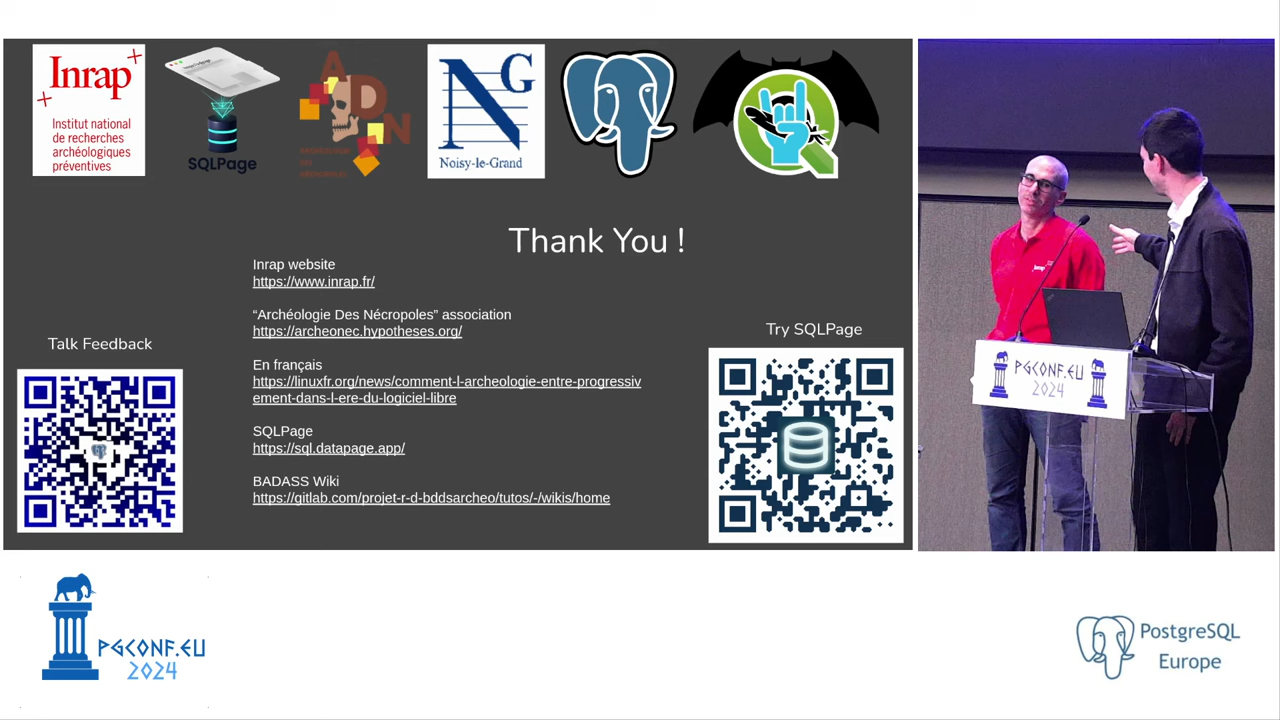 Inrap
Institut national
de recherches
archéologiques
préventives
SQLPage
ADN
NG
Noisy-le-Grand
Thank You !
Inrap website
https://www.inrap.fr/
“Archéologie Des Nécropoles” association
https://archeonec.hypotheses.org/
En français
https://linuxfr.org/news/comment-l-archeologie-entre-progressiv
ement-dans-l-ere-du-logiciel-libre
SQLPage
https://sql.datapage.app/
BADASS Wiki
https://gitlab.com/projet-r-d-bddsarcheo/tutos/-/wikis/home
Talk Feedback
Try SQLPage
PGCONF.EU
2024
PGCONF.EU
2024
PostgreSQL
Europe